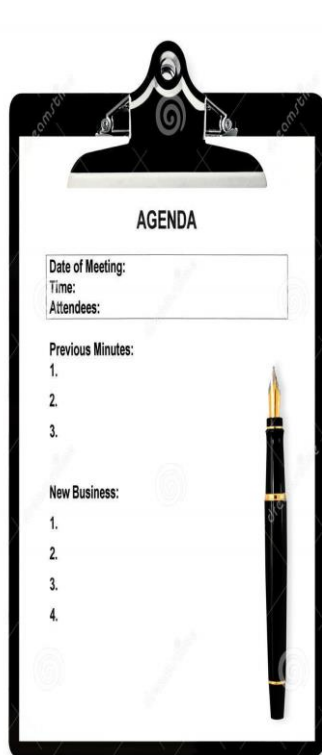 AGENDA
Date of Meeting:
Time:
Attendees:
Previous Minutes:
1.
2.
3.
New Business:
1.
2.
3.
4.